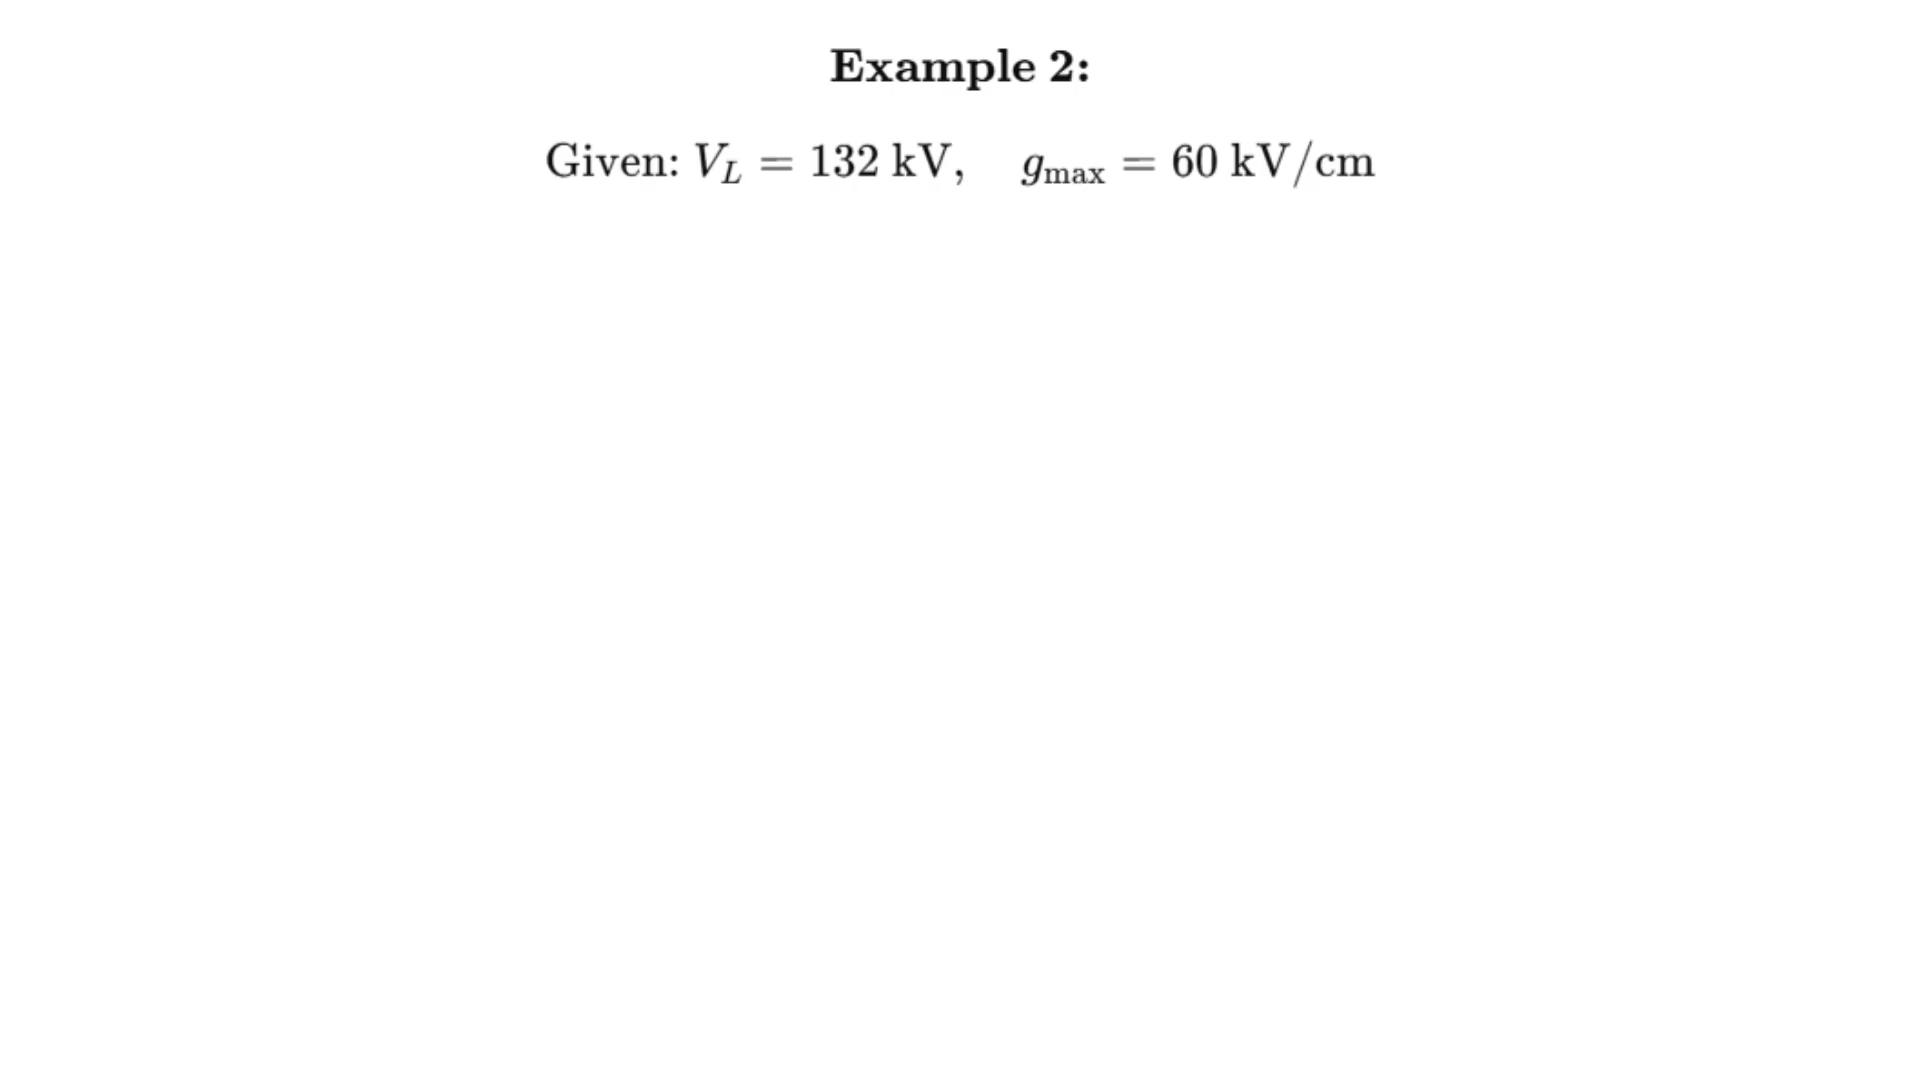 Example 2:
Given: V_L = 132 kV, g_max = 60 kV/cm